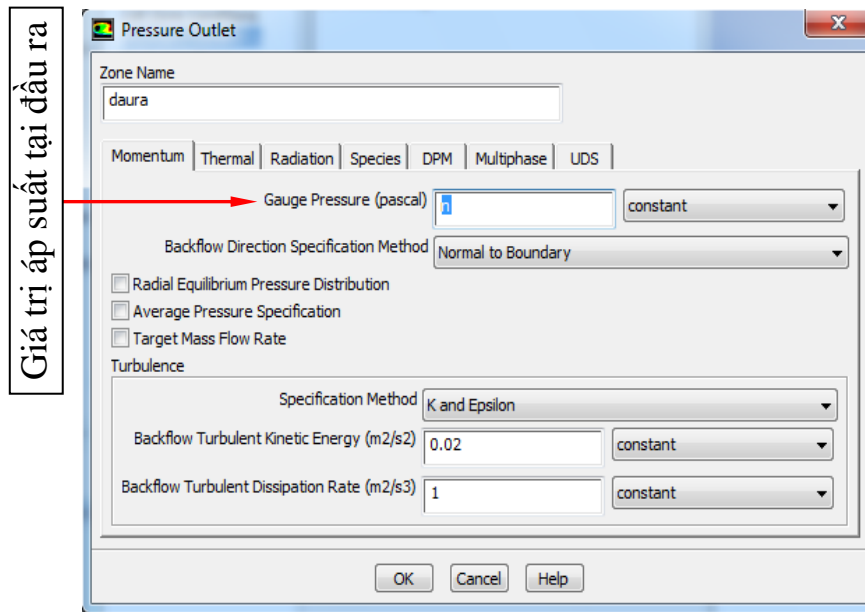 Giá trị áp suất tại đầu ra
Pressure Outlet
Zone Name
daura
Momentum Thermal Radiation Species DPM Multiphase UDS
Gauge Pressure (pascal) constant
Backflow Direction Specification Method Normal to Boundary
Radial Equilibrium Pressure Distribution
Average Pressure Specification
Target Mass Flow Rate
Turbulence
Specification Method K and Epsilon
Backflow Turbulent Kinetic Energy (m2/s2) 0.02 constant
Backflow Turbulent Dissipation Rate (m2/s3) 1 constant
OK Cancel Help